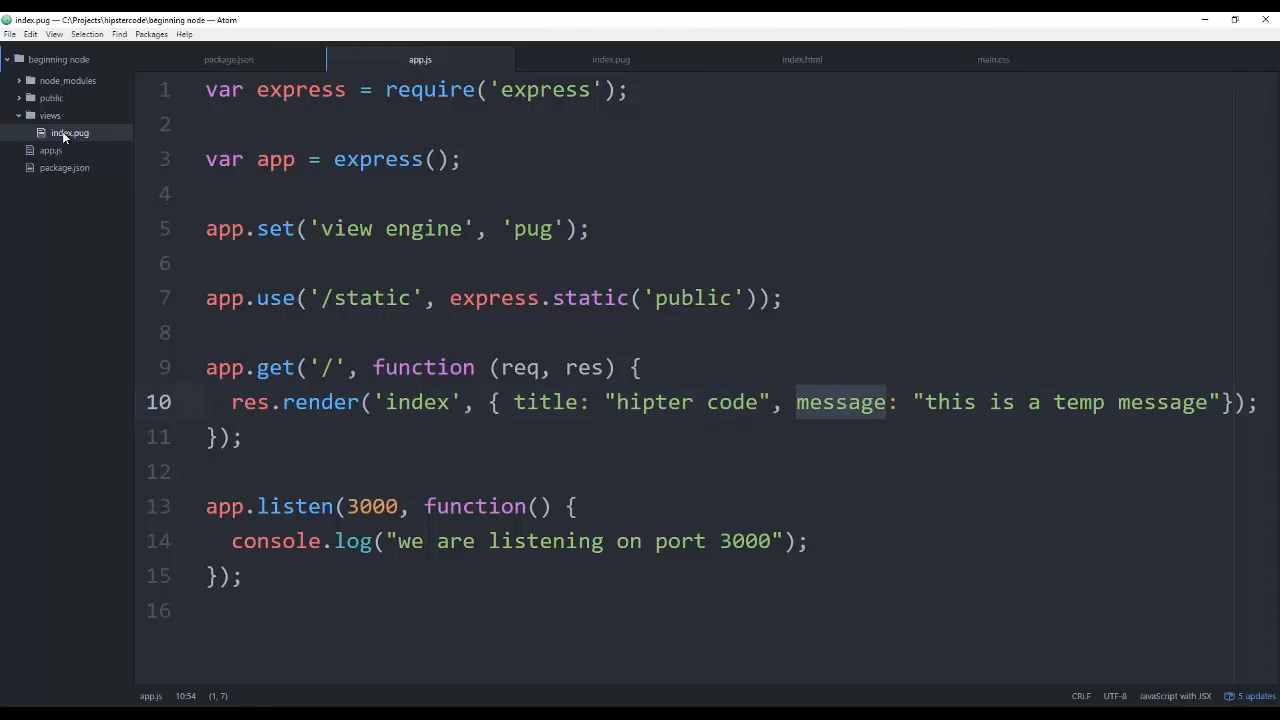 index.pug — C:\Projects\hipstercode\beginning node — Atom
File Edit View Selection Find Packages Help
beginning node
node_modules
public
views
index.pug
app.js
package.json
package.json app.js index.pug index.html main.css
1 var express = require('express');
2
3 var app = express();
4
5 app.set('view engine', 'pug');
6
7 app.use('/static', express.static('public'));
8
9 app.get('/', function (req, res) {
10 res.render('index', { title: "hipter code", message: "this is a temp message"});
11 });
12
13 app.listen(3000, function() {
14 console.log("we are listening on port 3000");
15 });
16
app.js 10:54 (1, 7) CRLF UTF-8 JavaScript with JSX 5 updates